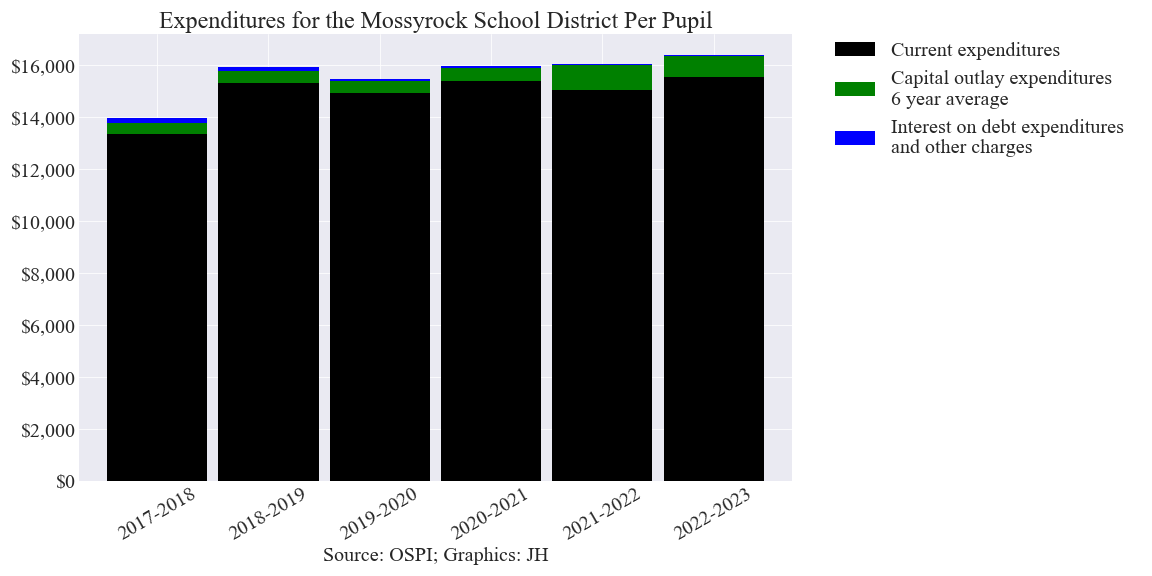 Expenditures for the Mossyrock School District Per Pupil
$16,000
$14,000
$12,000
$10,000
$8,000
$6,000
$4,000
$2,000
$0
2017-2018
2018-2019
2019-2020
2020-2021
2021-2022
2022-2023
Source: OSPI; Graphics: JH
Current expenditures
Capital outlay expenditures
6 year average
Interest on debt expenditures
and other charges